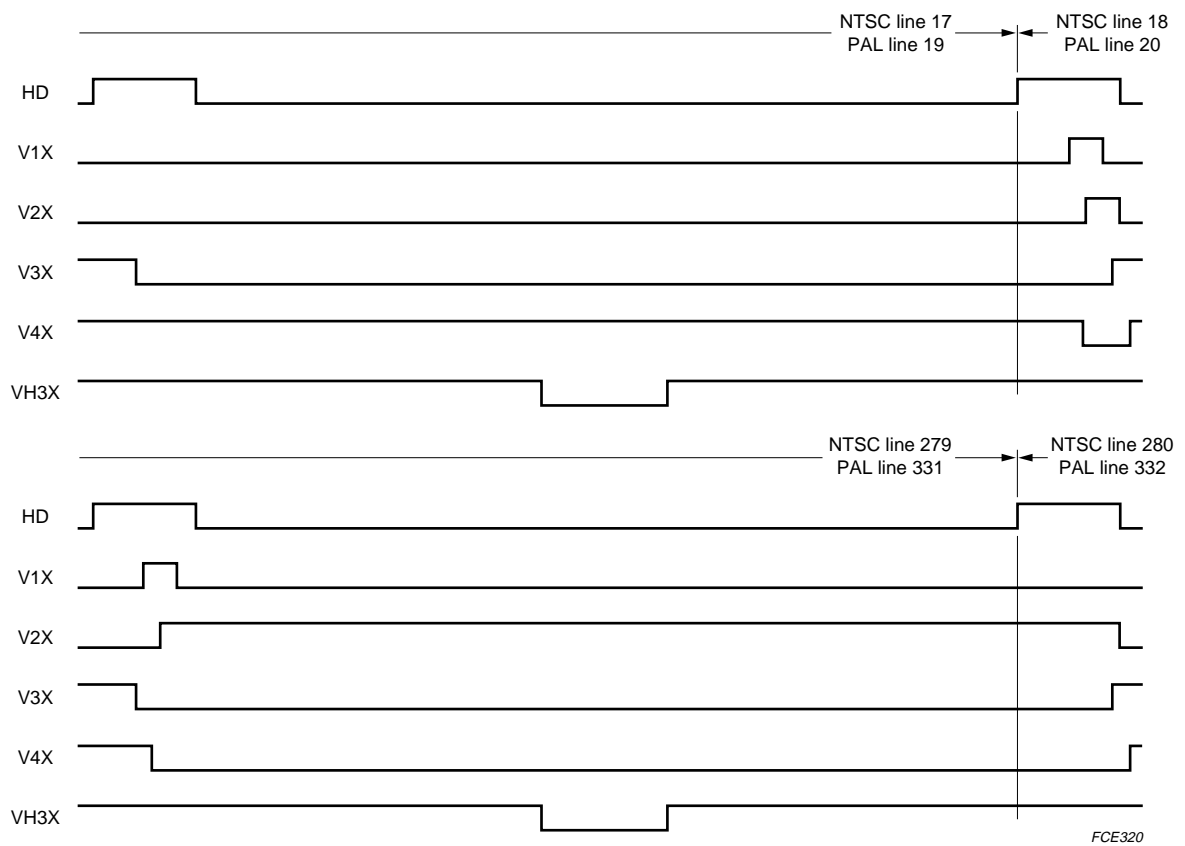 NTSC line 17 NTSC line 18
PAL line 19 PAL line 20
HD
V1X
V2X
V3X
V4X
VH3X
NTSC line 279 NTSC line 280
PAL line 331 PAL line 332
HD
V1X
V2X
V3X
V4X
VH3X
FCE320